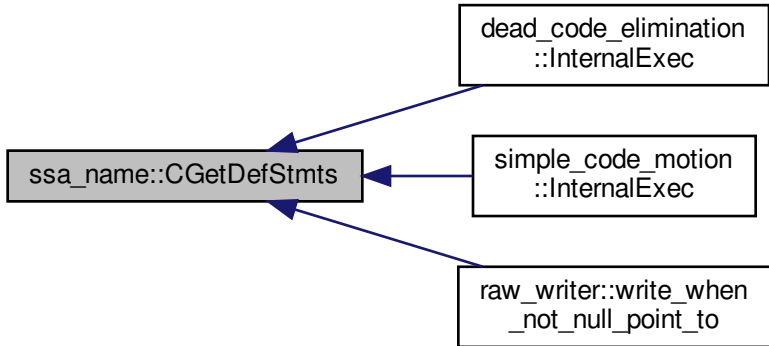 dead_code_elimination
::InternalExec
ssa_name::CGetDefStmts
simple_code_motion
::InternalExec
raw_writer::write_when
_not_null_point_to